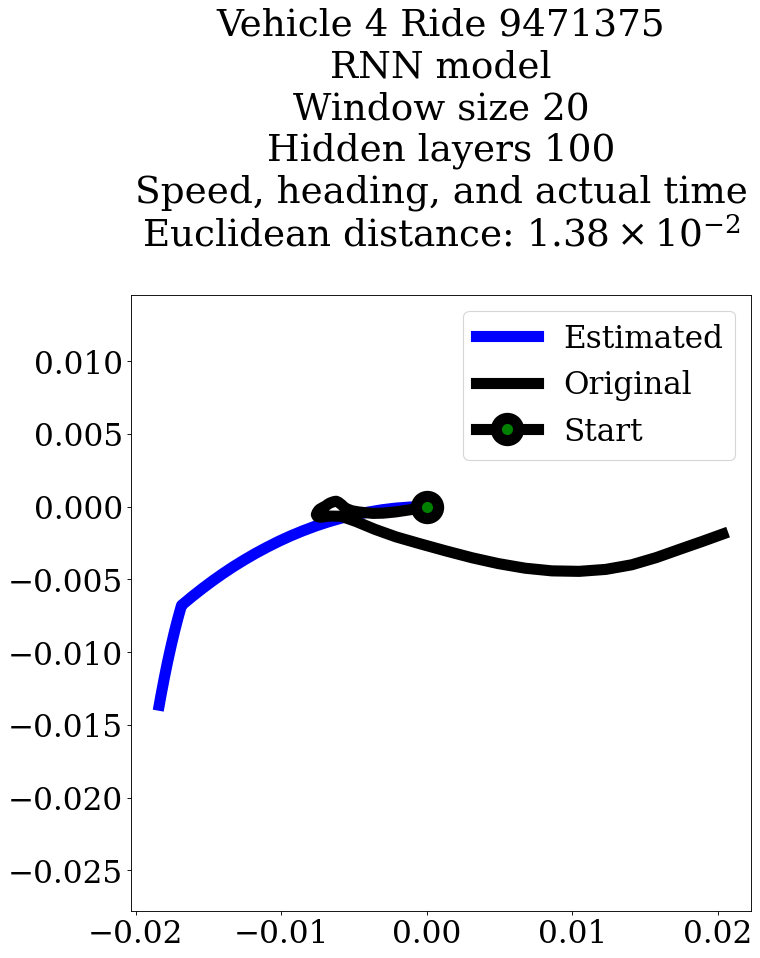 Vehicle 4 Ride 9471375
RNN model
Window size 20
Hidden layers 100
Speed, heading, and actual time
Euclidean distance: 1.38 × 10⁻²
Estimated
Original
Start
0.010
0.005
0.000
−0.005
−0.010
−0.015
−0.020
−0.025
−0.02 −0.01 0.00 0.01 0.02